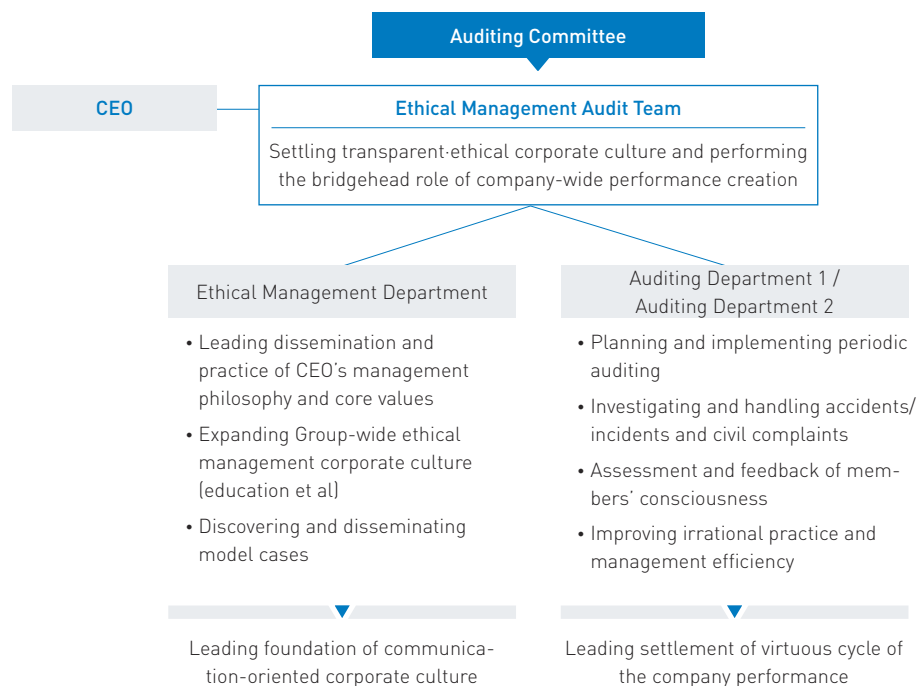 Auditing Committee
CEO
Ethical Management Audit Team
Settling transparent·ethical corporate culture and performing
the bridgehead role of company-wide performance creation
Ethical Management Department
• Leading dissemination and
practice of CEO's management
philosophy and core values
• Expanding Group-wide ethical
management corporate culture
(education et al)
• Discovering and disseminating
model cases
Leading foundation of communica-
tion-oriented corporate culture
Auditing Department 1 /
Auditing Department 2
• Planning and implementing periodic
auditing
• Investigating and handling accidents/
incidents and civil complaints
• Assessment and feedback of mem-
bers' consciousness
• Improving irrational practice and
management efficiency
Leading settlement of virtuous cycle of
the company performance